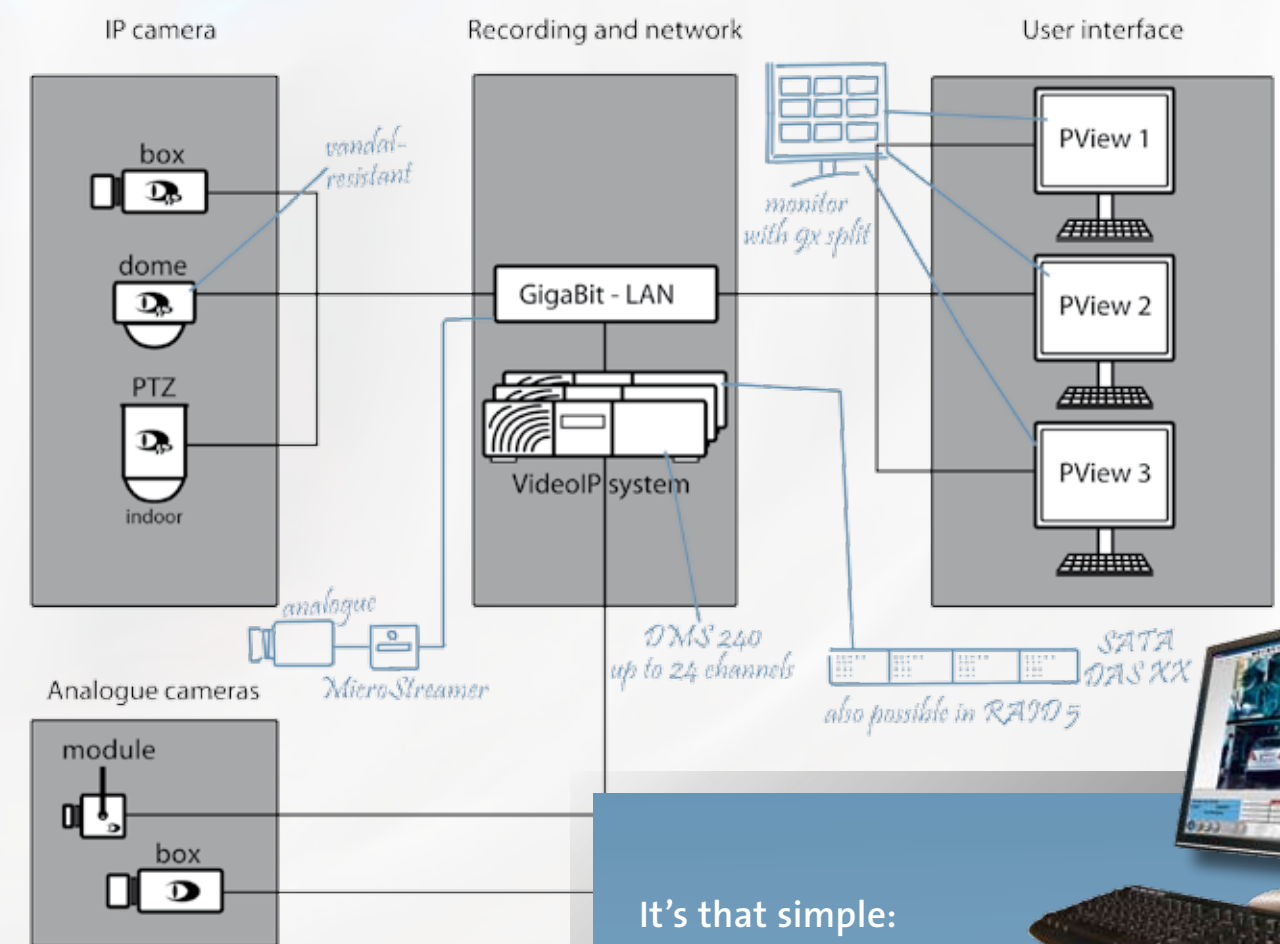 IP camera
Recording and network
User interface
box
vandal-
resistant
dome
PTZ
indoor
monitor
with 9x split
GigaBit - LAN
VideoIP system
PView 1
PView 2
PView 3
analogue
MicroStreamer
DMS 240
up to 24 channels
SATA
DAS XX
also possible in RAID 5
Analogue cameras
module
box
It's that simple: